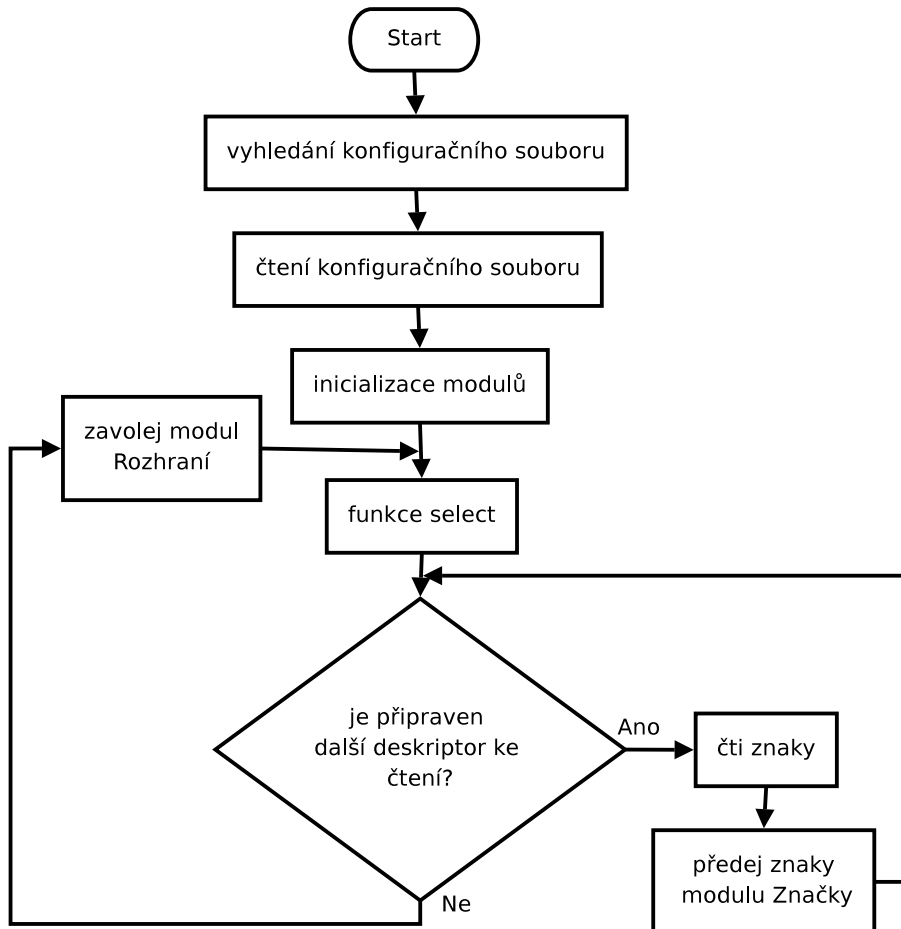 Start
vyhledání konfiguračního souboru
čtení konfiguračního souboru
inicializace modulů
zavolej modul
Rozhraní
funkce select
je připraven
další deskriptor ke
čtení?
Ano
čti znaky
předej znaky
modulu Značky
Ne